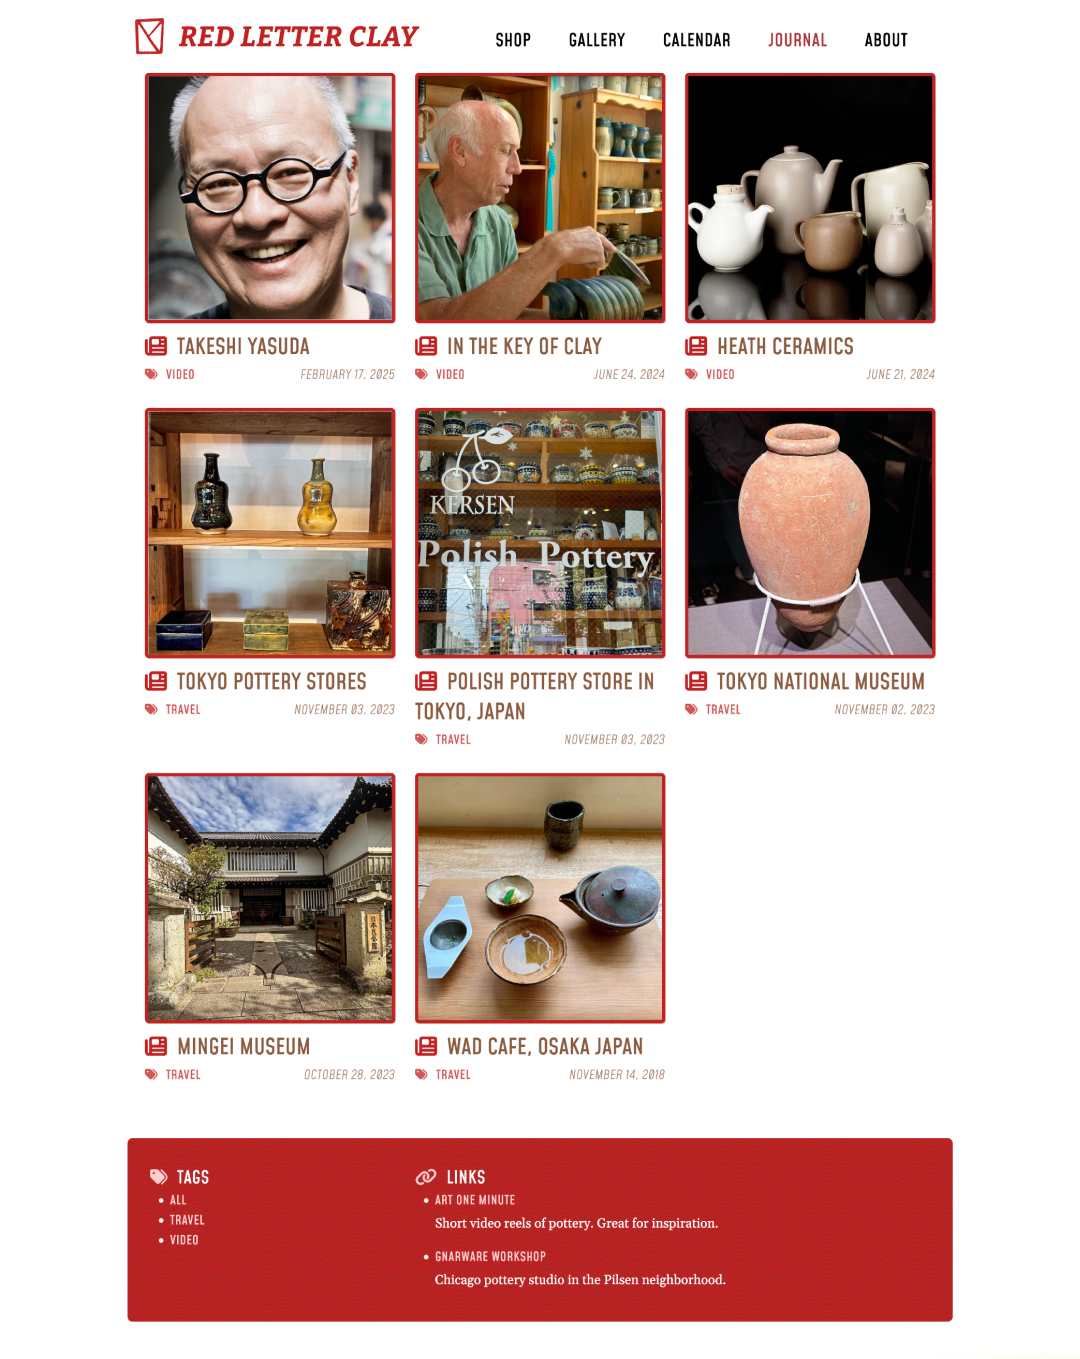 RED LETTER CLAY
SHOP GALLERY CALENDAR JOURNAL ABOUT
TAKESHI YASUDA
VIDEO FEBRUARY 17, 2025
IN THE KEY OF CLAY
VIDEO JUNE 24, 2024
HEATH CERAMICS
VIDEO JUNE 21, 2024
KERSEN
Polish Pottery
TOKYO POTTERY STORES
TRAVEL NOVEMBER 03, 2023
POLISH POTTERY STORE IN
TOKYO, JAPAN
TRAVEL NOVEMBER 03, 2023
TOKYO NATIONAL MUSEUM
TRAVEL NOVEMBER 02, 2023
MINGEI MUSEUM
TRAVEL OCTOBER 28, 2023
WAD CAFE, OSAKA JAPAN
TRAVEL NOVEMBER 14, 2018
TAGS
ALL
TRAVEL
VIDEO
LINKS
ART ONE MINUTE
Short video reels of pottery. Great for inspiration.
GNARWARE WORKSHOP
Chicago pottery studio in the Pilsen neighborhood.